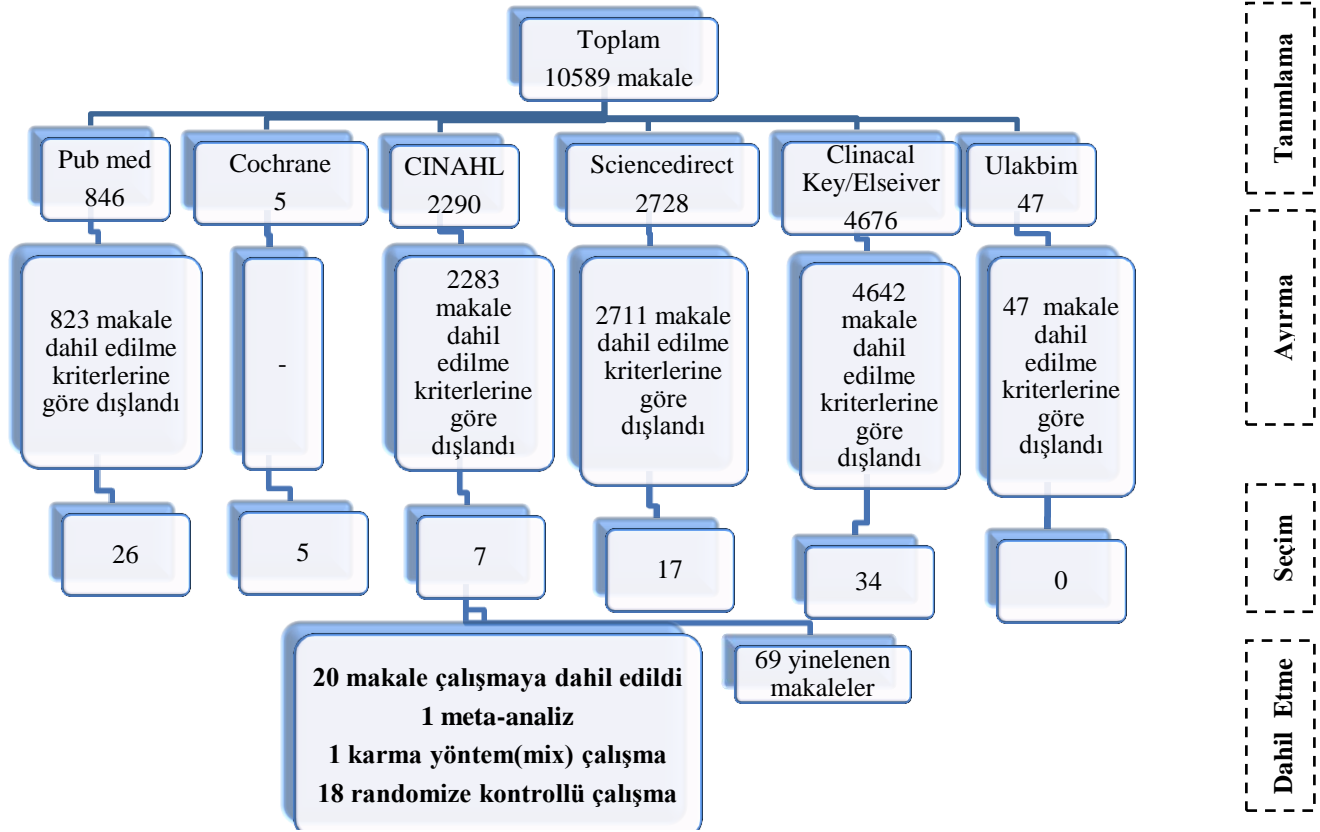 Toplam
10589 makale
Tanımlama
Pub med
846
Cochrane
5
CINAHL
2290
Sciencedirect
2728
Clinacal
Key/Elseiver
4676
Ulakbim
47
Ayırma
823 makale
dahil edilme
kriterlerine
göre dışlandı
-
2283
makale
dahil
edilme
kriterlerine
göre
dışlandı
2711 makale
dahil edilme
kriterlerine
göre
dışlandı
4642
makale
dahil
edilme
kriterlerine
göre
dışlandı
47 makale
dahil
edilme
kriterlerine
göre
dışlandı
Seçim
26
5
7
17
34
0
Dahil Etme
20 makale çalışmaya dahil edildi
1 meta-analiz
1 karma yöntem(mix) çalışma
18 randomize kontrollü çalışma
69 yinelenen
makaleler